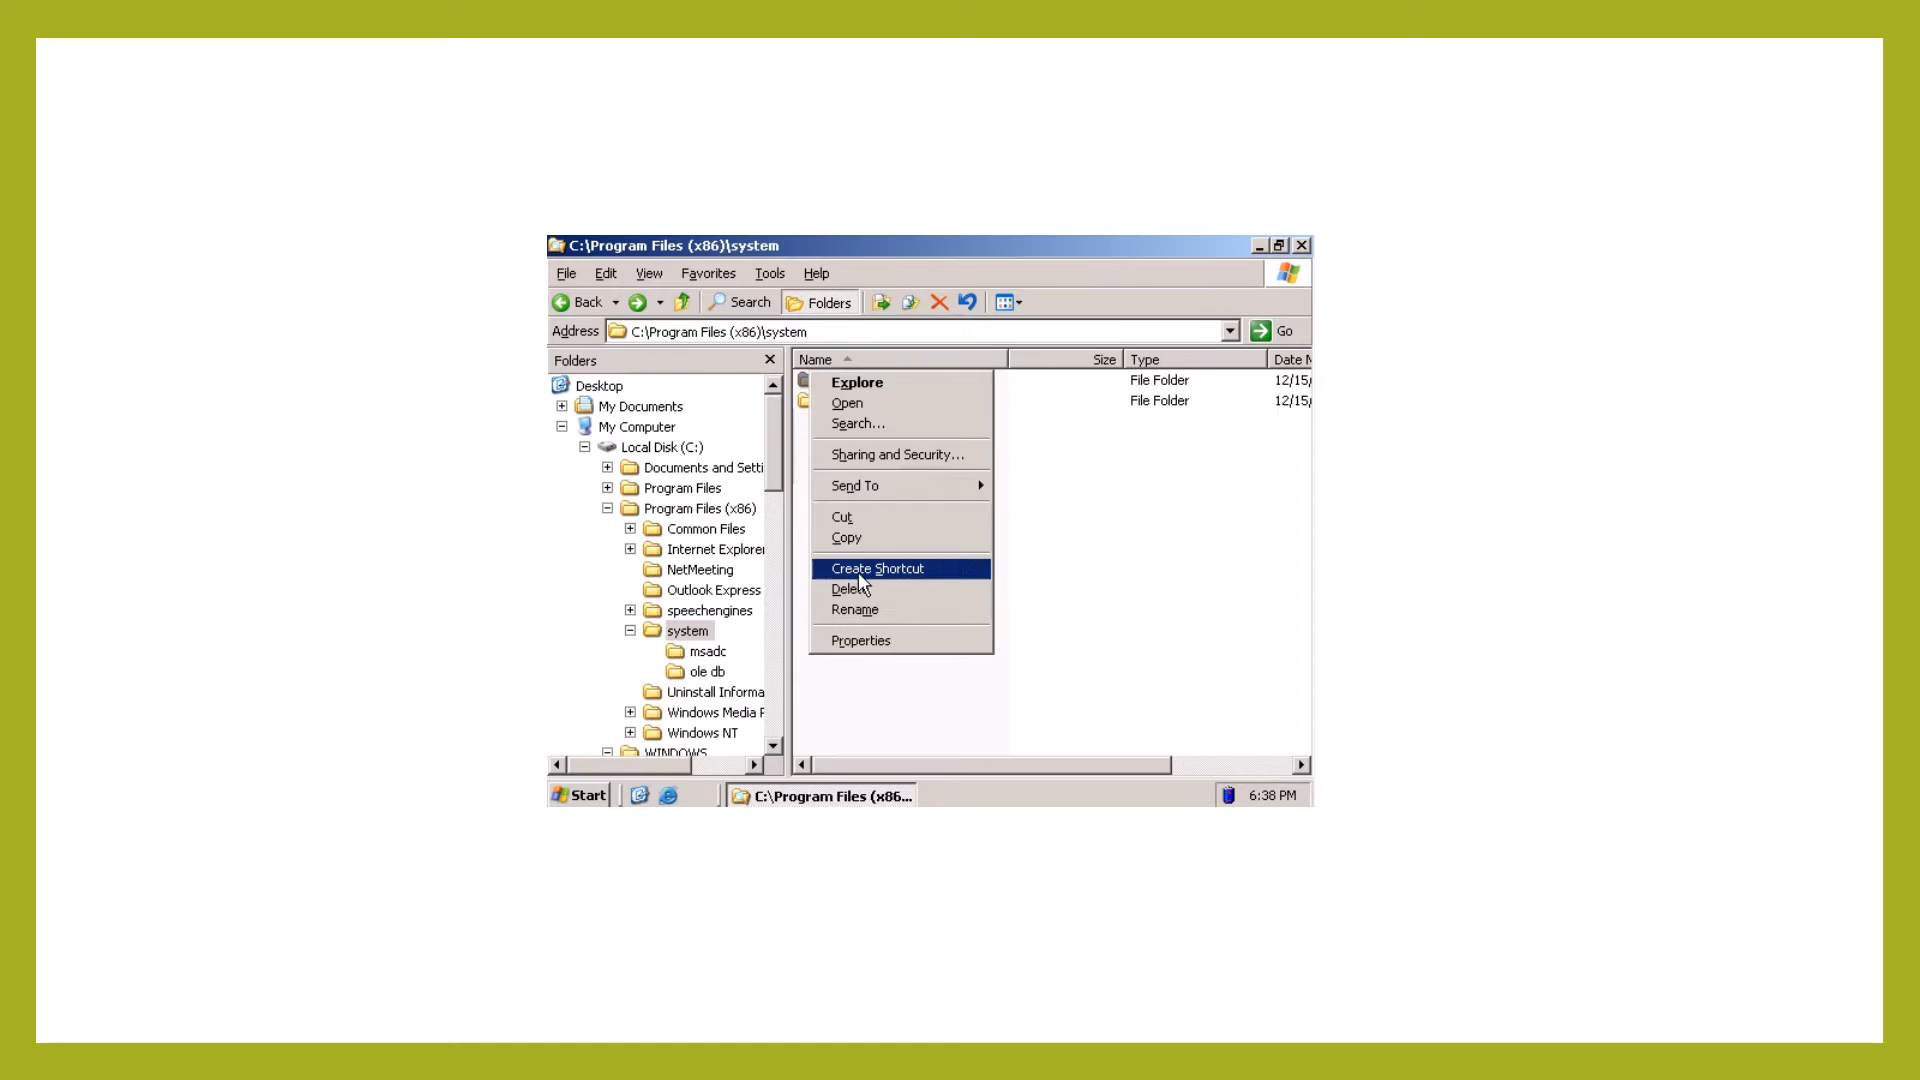 C:\Program Files (x86)\system
File Edit View Favorites Tools Help
Back Search Folders
Address C:\Program Files (x86)\system Go
Folders
Name Size Type Date M
Desktop
My Documents
My Computer
Local Disk (C:)
Documents and Setti
Program Files
Program Files (x86)
Common Files
Internet Explorer
NetMeeting
Outlook Express
speechengines
system
msadc
ole db
Uninstall Informa
Windows Media P
Windows NT
WINDOWS
File Folder 12/15/
File Folder 12/15/
Explore
Open
Search...
Sharing and Security...
Send To
Cut
Copy
Create Shortcut
Delete
Rename
Properties
Start C:\Program Files (x86... 6:38 PM